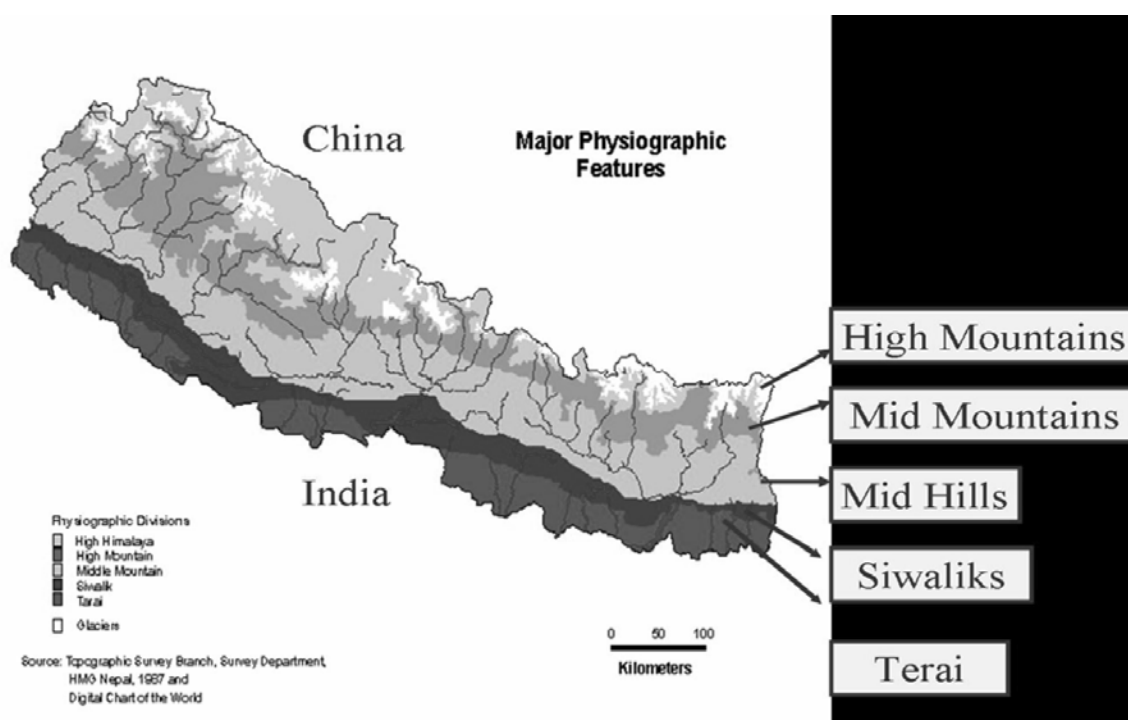 China
Major Physiographic
Features
High Mountains
Mid Mountains
Mid Hills
India
Siwaliks
Terai
Physiographic Divisions
High Himalaya
High Mountain
Middle Mountain
Siwalik
Tarai
Glaciers
0 50 100
Kilometers
Source: Topographic Survey Branch, Survey Department,
HMG Nepal, 1987 and
Digital Chart of the World